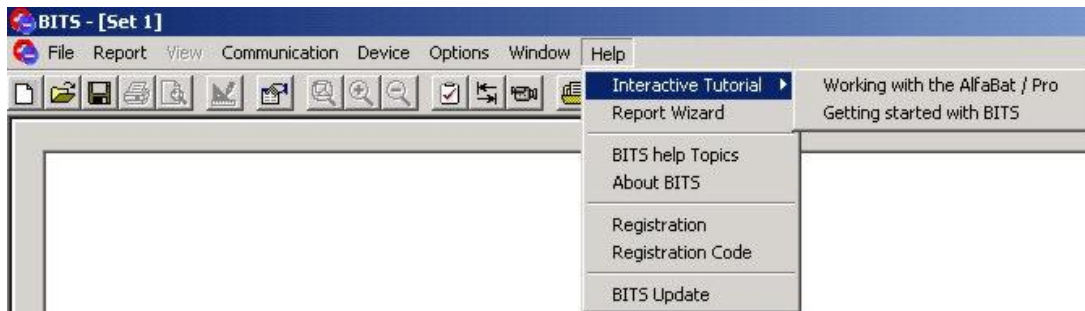 BITS - [Set 1]
File Report View Communication Device Options Window Help
Interactive Tutorial
Working with the AlfaBat / Pro
Getting started with BITS
Report Wizard
BITS help Topics
About BITS
Registration
Registration Code
BITS Update